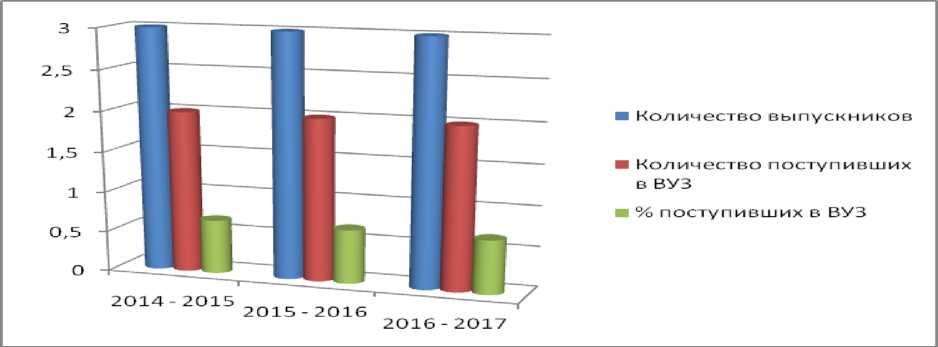 3
2,5
2
1,5
1
0,5
0
2014 - 2015
2015 - 2016
2016 - 2017
Количество выпускников
Количество поступивших
в ВУЗ
% поступивших в ВУЗ